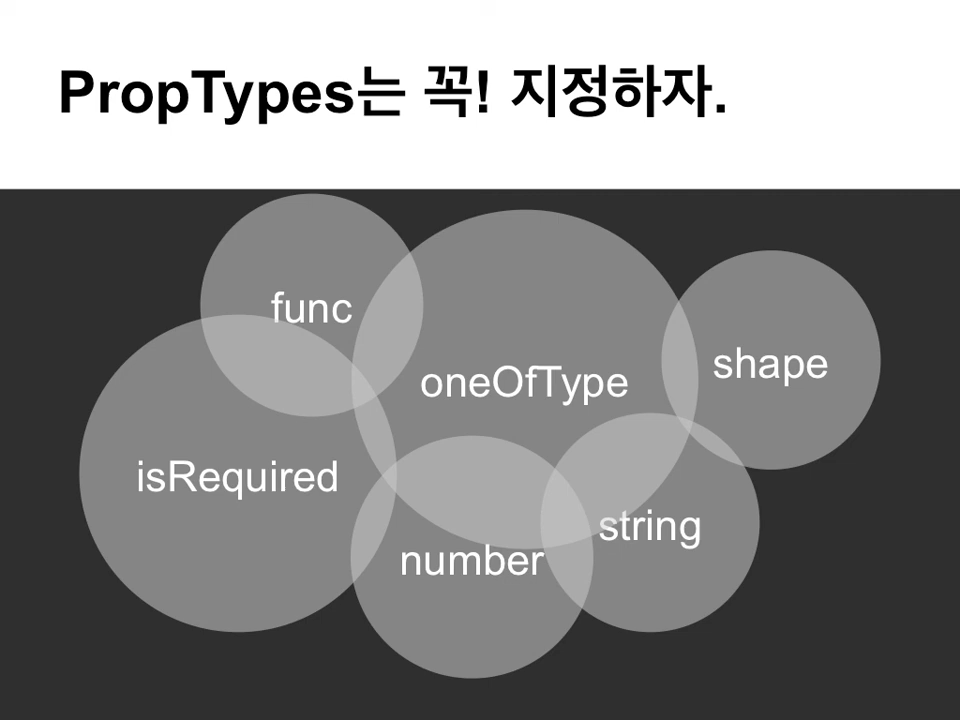 PropTypes는 꼭! 지정하자.
func
oneOfType
shape
isRequired
number
string